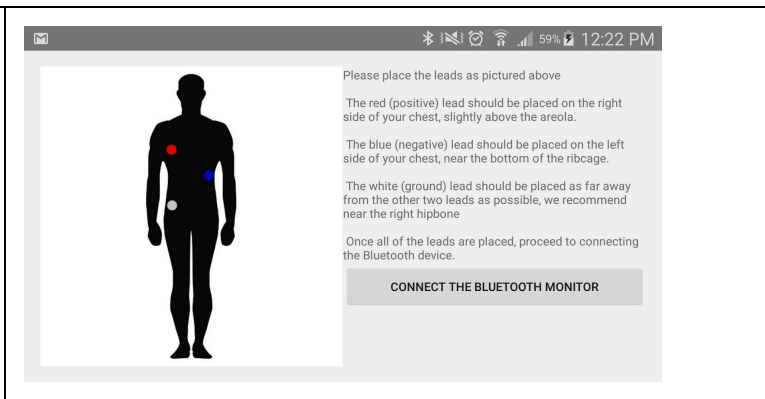 59% 12:22 PM
Please place the leads as pictured above
The red (positive) lead should be placed on the right
side of your chest, slightly above the areola.
The blue (negative) lead should be placed on the left
side of your chest, near the bottom of the ribcage.
The white (ground) lead should be placed as far away
from the other two leads as possible, we recommend
near the right hipbone
Once all of the leads are placed, proceed to connecting
the Bluetooth device.
CONNECT THE BLUETOOTH MONITOR